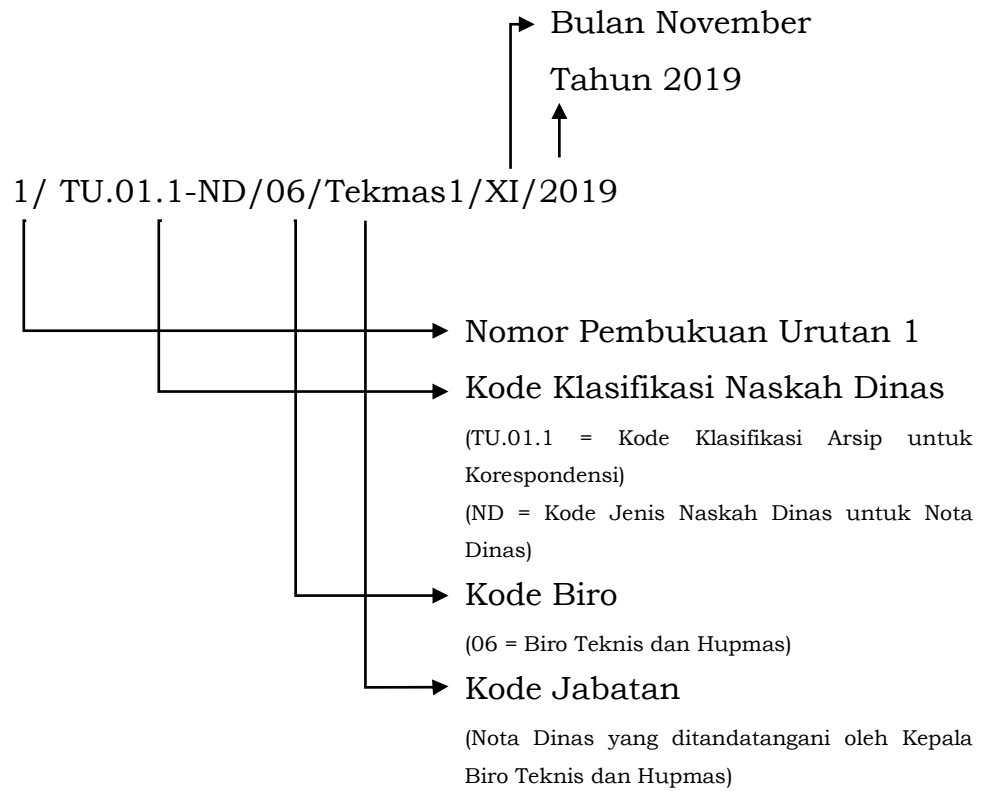 Bulan November
Tahun 2019
1/ TU.01.1-ND/06/Tekmas1/XI/2019
Nomor Pembukuan Urutan 1
Kode Klasifikasi Naskah Dinas
(TU.01.1 = Kode Klasifikasi Arsip untuk
Korespondensi)
(ND = Kode Jenis Naskah Dinas untuk Nota
Dinas)
Kode Biro
(06 = Biro Teknis dan Hupmas)
Kode Jabatan
(Nota Dinas yang ditandatangani oleh Kepala
Biro Teknis dan Hupmas)